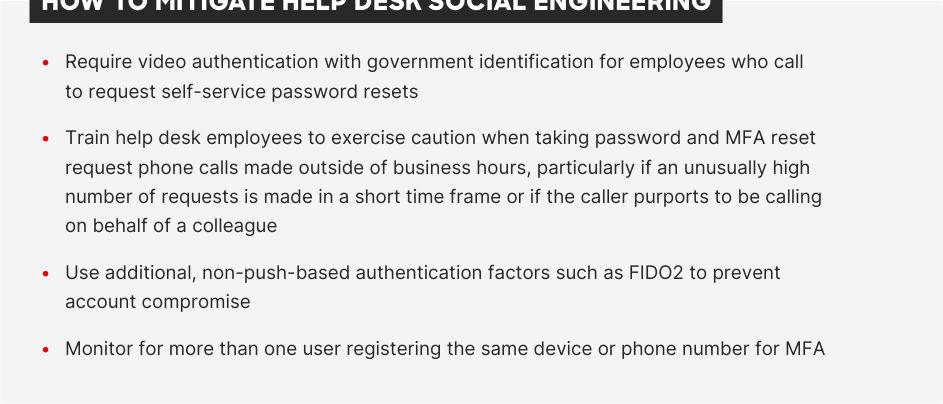 HOW TO MITIGATE HELP DESK SOCIAL ENGINEERING
• Require video authentication with government identification for employees who call
to request self-service password resets
• Train help desk employees to exercise caution when taking password and MFA reset
request phone calls made outside of business hours, particularly if an unusually high
number of requests is made in a short time frame or if the caller purports to be calling
on behalf of a colleague
• Use additional, non-push-based authentication factors such as FIDO2 to prevent
account compromise
• Monitor for more than one user registering the same device or phone number for MFA